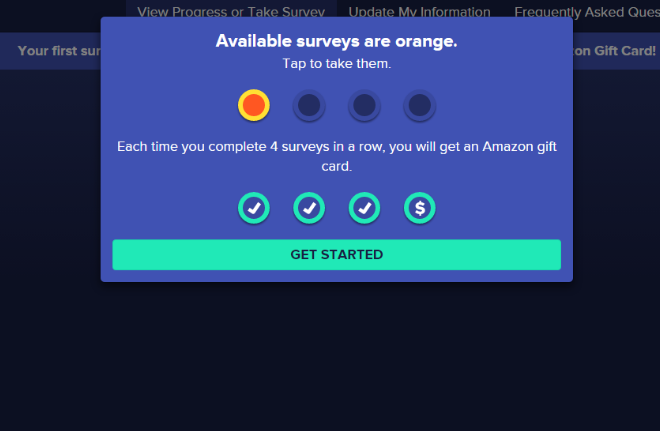 View Progress or Take Survey Update My Information Frequently Asked
Available surveys are orange.
Your first on Gift Card!
Tap to take them.
Each time you complete 4 surveys in a row, you will get an Amazon gift
card.
$
GET STARTED